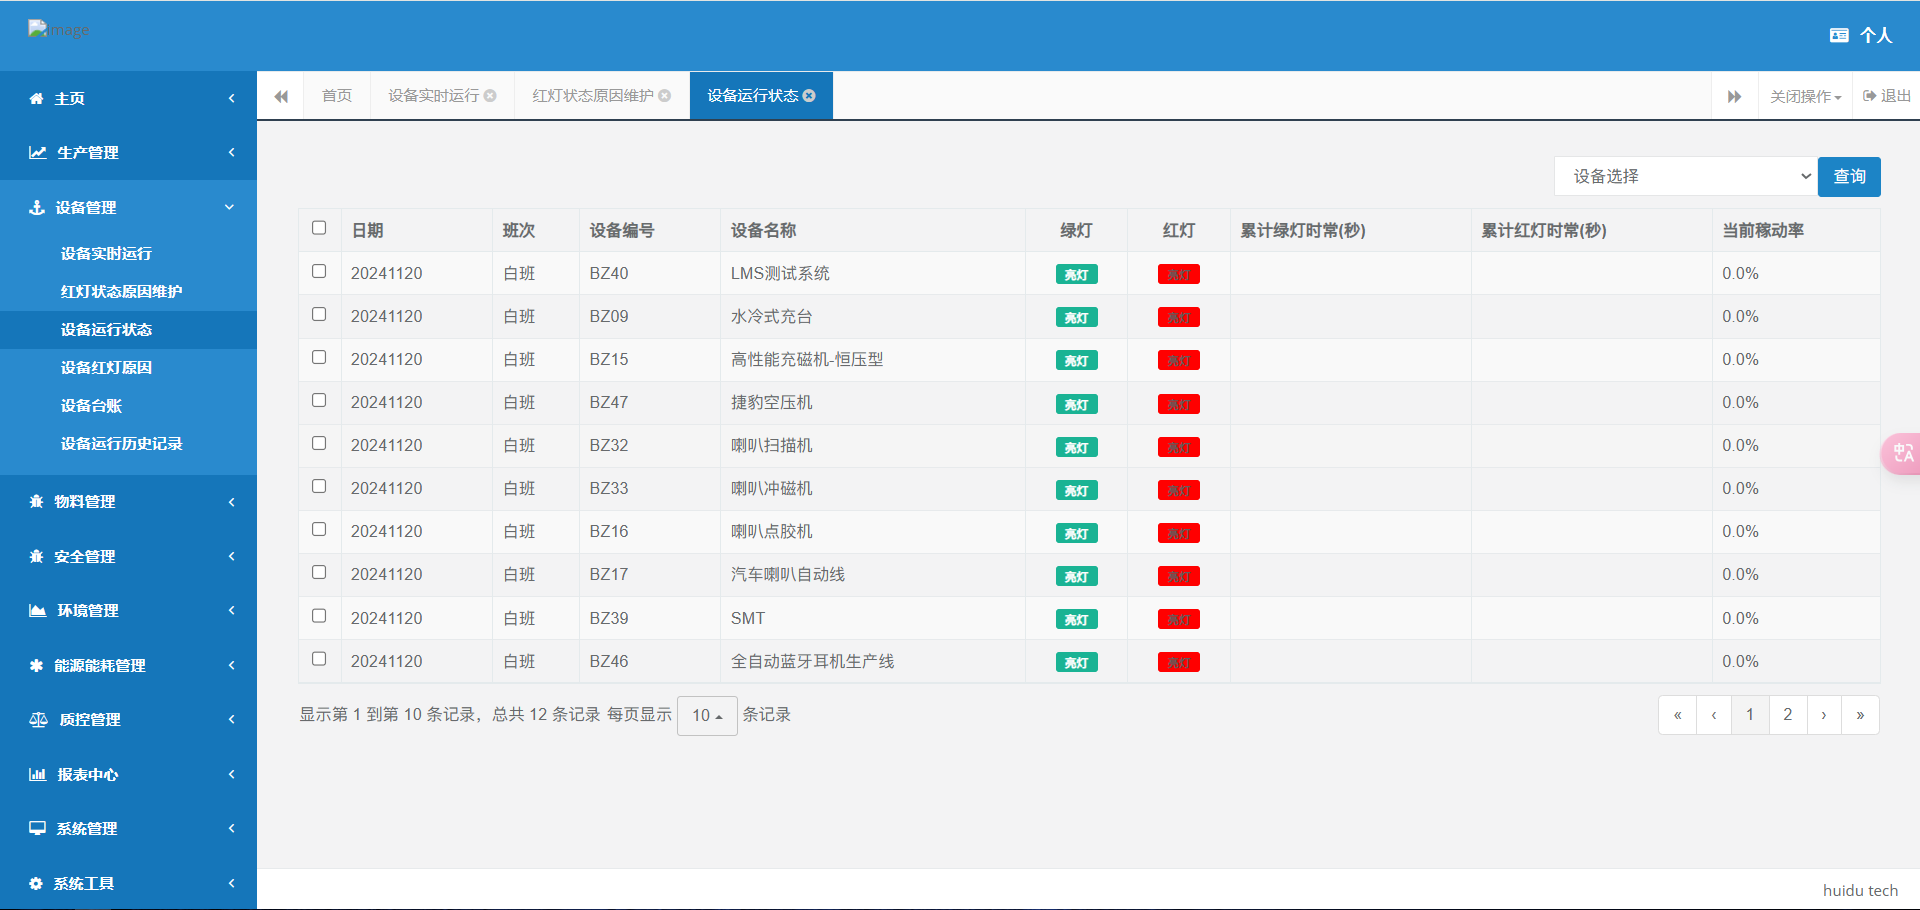 Image
个人
主页
生产管理
设备管理
设备实时运行
红灯状态原因维护
设备运行状态
设备红灯原因
设备台账
设备运行历史记录
物料管理
安全管理
环境管理
能源能耗管理
质控管理
报表中心
系统管理
系统工具
首页 设备实时运行 红灯状态原因维护 设备运行状态 关闭操作 退出
设备选择 查询
日期 班次 设备编号 设备名称 绿灯 红灯 累计绿灯时常(秒) 累计红灯时常(秒) 当前稼动率
20241120 白班 BZ40 LMS测试系统 亮灯 亮灯 0.0%
20241120 白班 BZ09 水冷式充台 亮灯 亮灯 0.0%
20241120 白班 BZ15 高性能充磁机-恒压型 亮灯 亮灯 0.0%
20241120 白班 BZ47 捷豹空压机 亮灯 亮灯 0.0%
20241120 白班 BZ32 喇叭扫描机 亮灯 亮灯 0.0%
20241120 白班 BZ33 喇叭冲磁机 亮灯 亮灯 0.0%
20241120 白班 BZ16 喇叭点胶机 亮灯 亮灯 0.0%
20241120 白班 BZ17 汽车喇叭自动线 亮灯 亮灯 0.0%
20241120 白班 BZ39 SMT 亮灯 亮灯 0.0%
20241120 白班 BZ46 全自动蓝牙耳机生产线 亮灯 亮灯 0.0%
显示第 1 到第 10 条记录，总共 12 条记录 每页显示 10 条记录
« ‹ 1 2 › »
中A
huidu tech